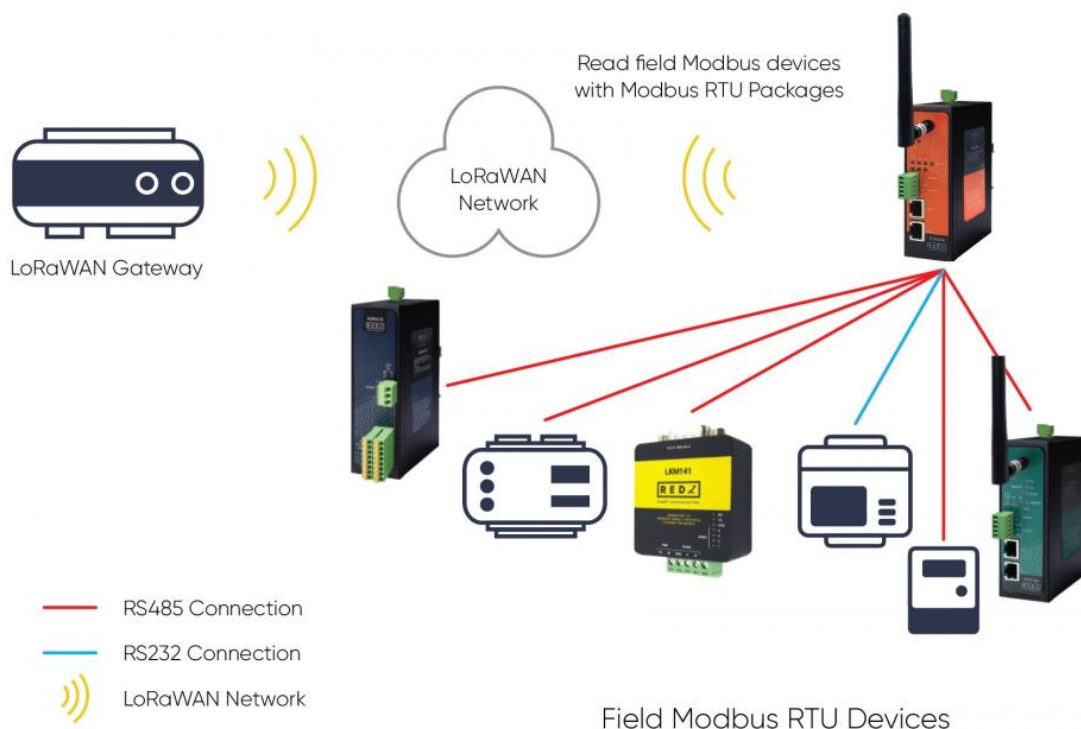 Read field Modbus devices
with Modbus RTU Packages
LoRaWAN
Network
LoRaWAN Gateway
LKM141
REDZ
RS485 Connection
RS232 Connection
LoRaWAN Network
Field Modbus RTU Devices